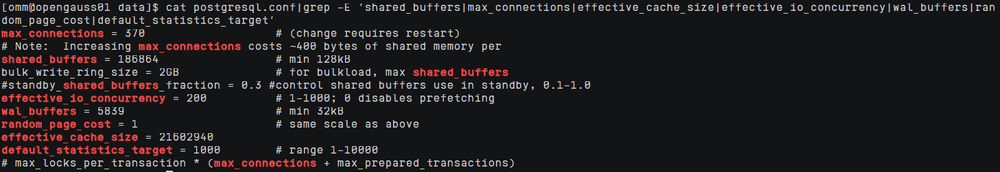 [omm@opengauss01 data]$ cat postgresql.conf|grep -E 'shared_buffers|max_connections|effective_cache_size|effective_io_concurrency|wal_buffers|ran
dom_page_cost|default_statistics_target'
max_connections = 370                   # (change requires restart)
# Note:  Increasing max_connections costs ~400 bytes of shared memory per
shared_buffers = 186864                 # min 128kB
bulk_write_ring_size = 2GB              # for bulkload, max shared_buffers
#standby_shared_buffers_fraction = 0.3 #control shared buffers use in standby, 0.1-1.0
effective_io_concurrency = 200          # 1-1000; 0 disables prefetching
wal_buffers = 5839                      # min 32kB
random_page_cost = 1                    # same scale as above
effective_cache_size = 21602940
default_statistics_target = 1000        # range 1-10000
# max_locks_per_transaction * (max_connections + max_prepared_transactions)